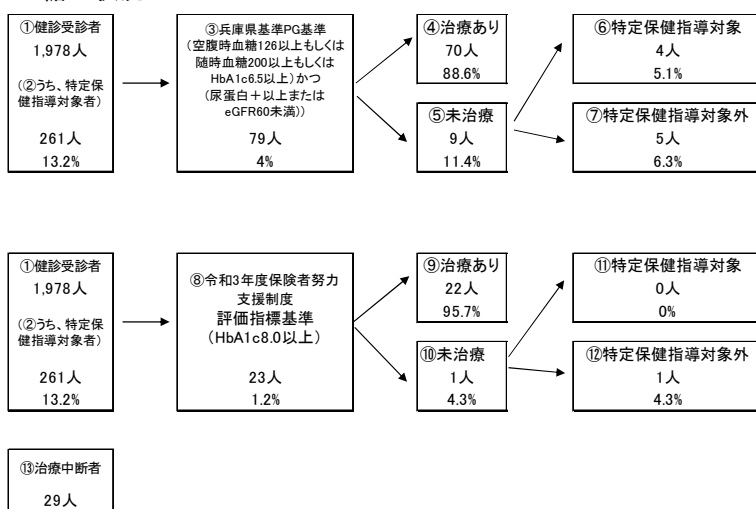 ①健診受診者
1,978人
(②うち、特定保
健指導対象者)
261人
13.2%
③兵庫県基準PG基準
(空腹時血糖126以上もしくは
随時血糖200以上もしくは
HbA1c6.5以上)かつ
(尿蛋白+以上または
eGFR60未満))
79人
4%
④治療あり
70人
88.6%
⑤未治療
9人
11.4%
⑥特定保健指導対象
4人
5.1%
⑦特定保健指導対象外
5人
6.3%
①健診受診者
1,978人
(②うち、特定保
健指導対象者)
261人
13.2%
⑧令和3年度保険者努力
支援制度
評価指標基準
(HbA1c8.0以上)
23人
1.2%
⑨治療あり
22人
95.7%
⑩未治療
1人
4.3%
⑪特定保健指導対象
0人
0%
⑫特定保健指導対象外
1人
4.3%
⑬治療中断者
29人